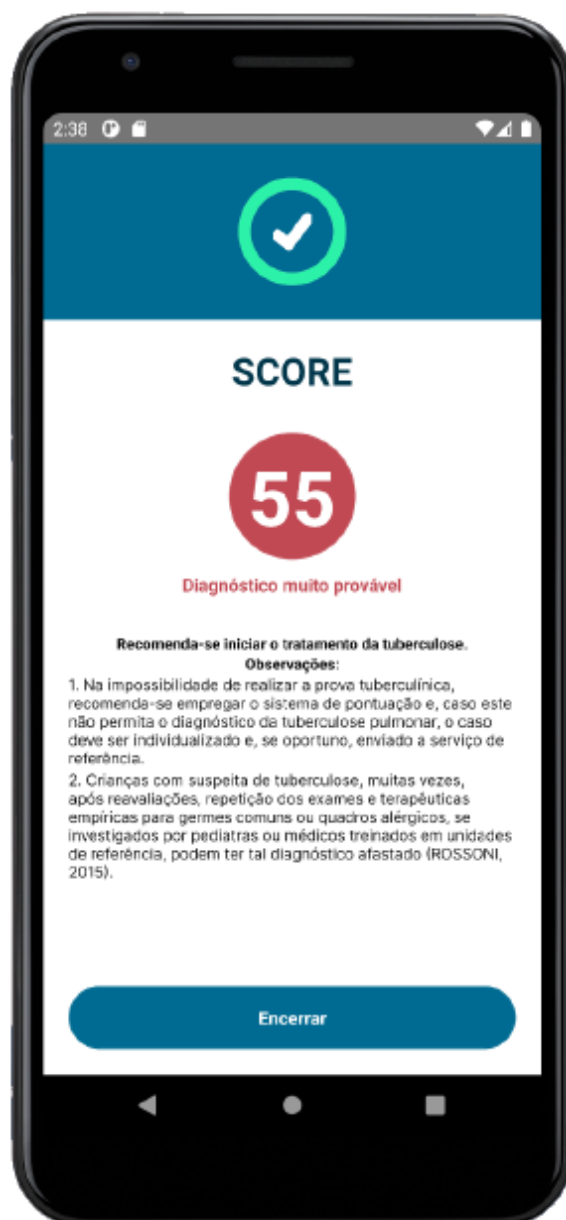 2:38
SCORE
55
Diagnóstico muito provável
Recomenda-se iniciar o tratamento da tuberculose.
Observações:
1. Na impossibilidade de realizar a prova tuberculínica,
recomenda-se empregar o sistema de pontuação e, caso este
não permita o diagnóstico da tuberculose pulmonar, o caso
deve ser individualizado e, se oportuno, enviado a serviço de
referência.
2. Crianças com suspeita de tuberculose, muitas vezes,
após reavaliações, repetição dos exames e terapêuticas
empíricas para germes comuns ou quadros alérgicos, se
investigados por pediatras ou médicos treinados em unidades
de referência, podem ter tal diagnóstico afastado (ROSSONI,
2015).
Encerrar